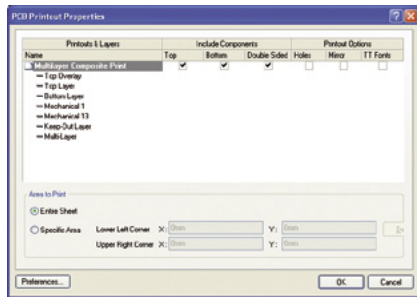 PCB Printout Properties
Printouts & Layers Include Components Printout Options
Name Top Bottom Double Sided Holes Mirror TT Fonts
Multilayer Composite Print
Top Overlay
Top Layer
Bottom Layer
Mechanical 1
Mechanical 13
Keep-Out Layer
Multi-Layer
Area to Print
Entire Sheet
Specific Area Lower Left Corner X: 0mm Y: 0mm
Upper Right Corner X: 0mm Y: 0mm
Preferences... OK Cancel